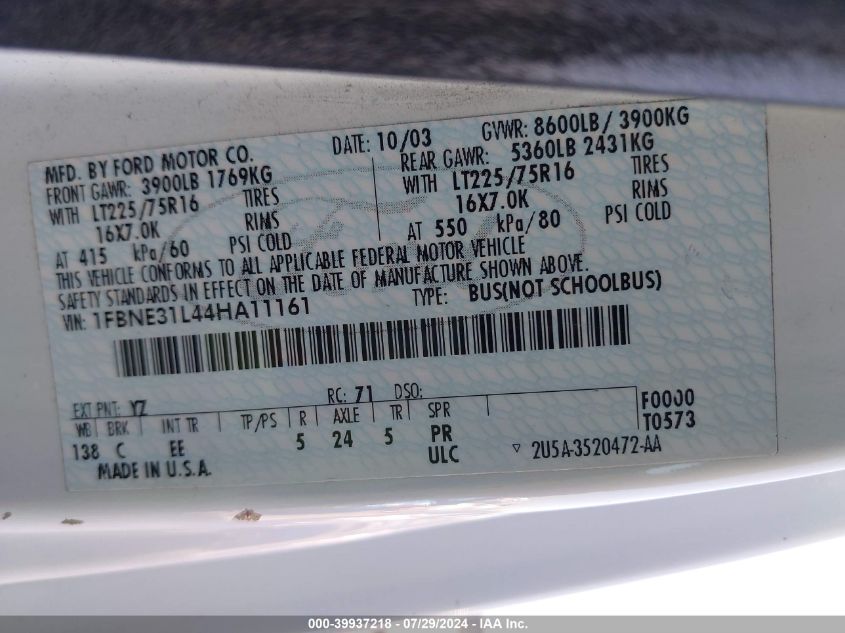 MFD. BY FORD MOTOR CO.
DATE: 10/03
GVWR: 8600LB/ 3900KG
FRONT GAWR: 3900LB 1769KG
REAR GAWR: 5360LB 2431KG
WITH LT225/75R16 TIRES
WITH LT225/75R16 TIRES
16X7.0K RIMS
16X7.0K RIMS
AT 415 kPa/60 PSI COLD
AT 550 kPa/80 PSI COLD
THIS VEHICLE CONFORMS TO ALL APPLICABLE FEDERAL MOTOR VEHICLE
SAFETY STANDARDS IN EFFECT ON THE DATE OF MANUFACTURE SHOWN ABOVE.
VIN: 1FBNE31L44HA11161
TYPE: BUS(NOT SCHOOLBUS)
EXT PNT: YZ RC: 71 DSO:
WB BRK INT TR TP/PS R AXLE TR SPR
138 C EE 5 24 5 PR
ULC
F0000
T0573
MADE IN U.S.A.
▽ 2U5A-3520472-AA
000-39937218 - 07/29/2024 - IAA Inc.